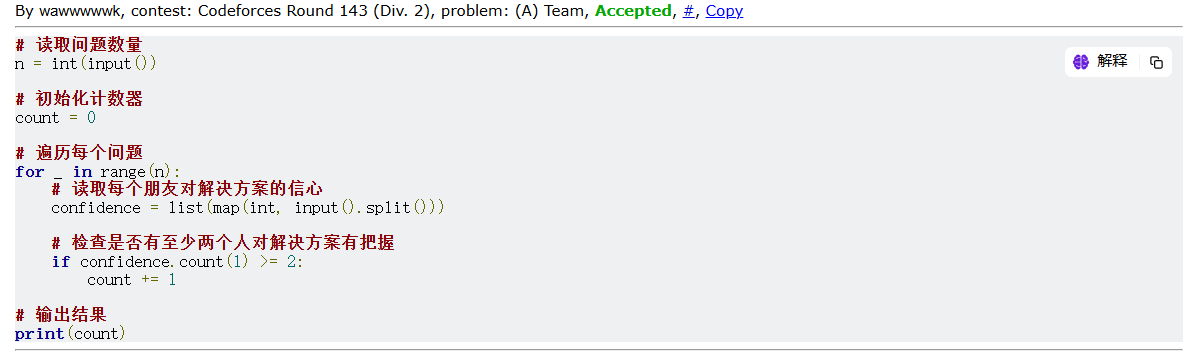 By wawwwwwk, contest: Codeforces Round 143 (Div. 2), problem: (A) Team, Accepted, #, Copy
# 读取问题数量
n = int(input())
解释
# 初始化计数器
count = 0
# 遍历每个问题
for _ in range(n):
    # 读取每个朋友对解决方案的信心
    confidence = list(map(int, input().split()))
    # 检查是否有至少两个人对解决方案有把握
    if confidence.count(1) >= 2:
        count += 1
# 输出结果
print(count)